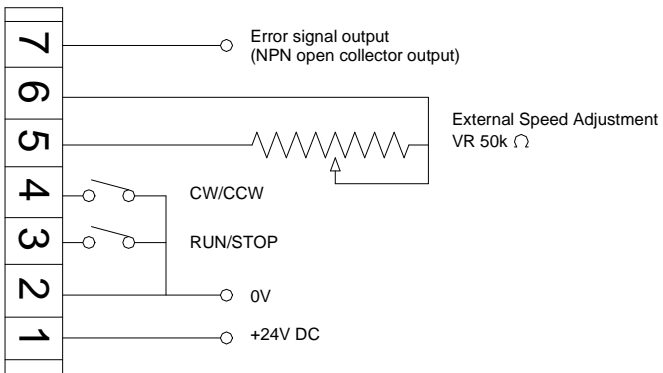 7
Error signal output
(NPN open collector output)
6
5
External Speed Adjustment
VR 50k Ω
4
CW/CCW
3
RUN/STOP
2
0V
1
+24V DC